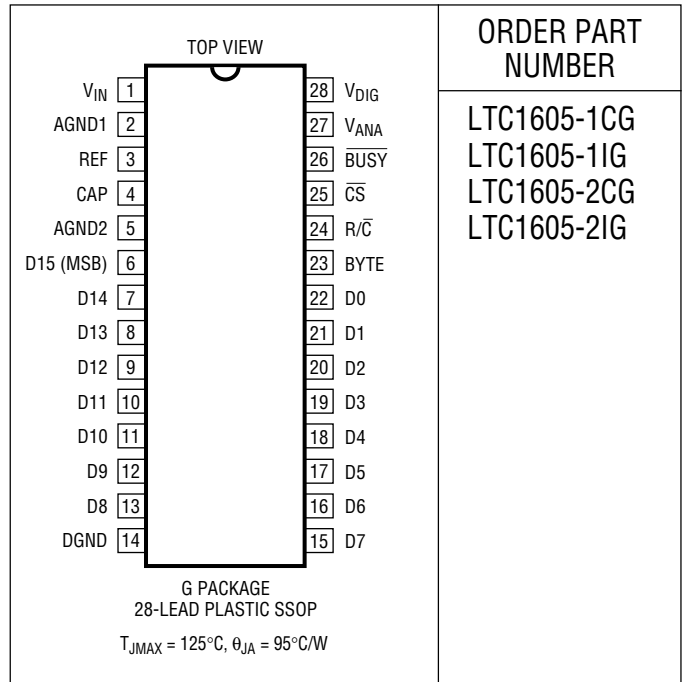 TOP VIEW
V_IN 1
AGND1 2
REF 3
CAP 4
AGND2 5
D15 (MSB) 6
D14 7
D13 8
D12 9
D11 10
D10 11
D9 12
D8 13
DGND 14
28 V_DIG
27 V_ANA
26 B̅U̅S̅Y̅
25 C̅S̅
24 R/C̅
23 BYTE
22 D0
21 D1
20 D2
19 D3
18 D4
17 D5
16 D6
15 D7
G PACKAGE
28-LEAD PLASTIC SSOP
T_JMAX = 125°C, θ_JA = 95°C/W
ORDER PART
NUMBER
LTC1605-1CG
LTC1605-1IG
LTC1605-2CG
LTC1605-2IG